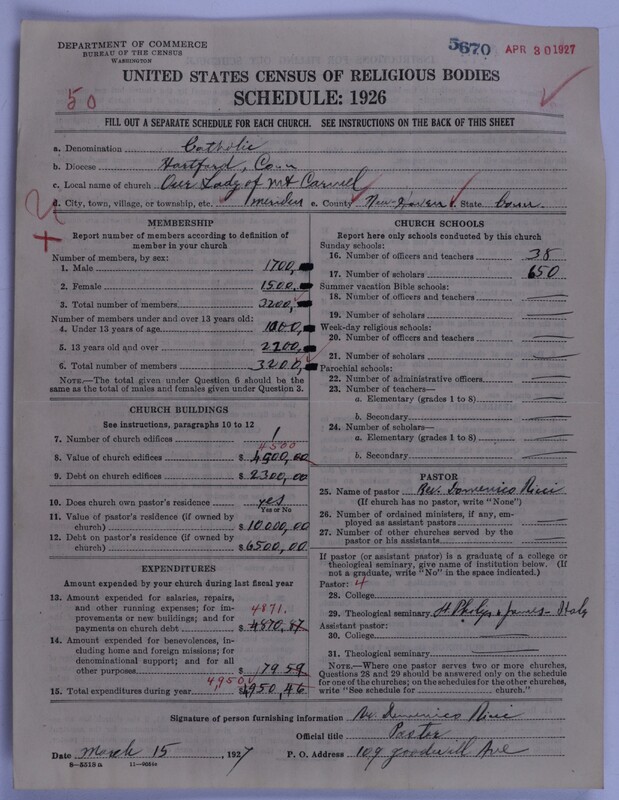 DEPARTMENT OF COMMERCE
BUREAU OF THE CENSUS
WASHINGTON
5670 APR 30 1927
UNITED STATES CENSUS OF RELIGIOUS BODIES
50
SCHEDULE: 1926
FILL OUT A SEPARATE SCHEDULE FOR EACH CHURCH. SEE INSTRUCTIONS ON THE BACK OF THIS SHEET
a. Denomination Catholic
b. Diocese Hartford, Conn
c. Local name of church Our Lady of Mt Carmell
d. City, town, village, or township, etc. Meriden e. County New Haven f. State Conn.
MEMBERSHIP
Report number of members according to definition of
member in your church
Number of members, by sex:
1. Male 1700,
2. Female 1500,
3. Total number of members 3200,
Number of members under and over 13 years old:
4. Under 13 years of age 1000,
5. 13 years old and over 2200,
6. Total number of members 3200,
NOTE.—The total given under Question 6 should be the
same as the total of males and females given under Question 3.
CHURCH BUILDINGS
See instructions, paragraphs 10 to 12
7. Number of church edifices 1
4500
8. Value of church edifices $ 4500,00
9. Debt on church edifices $ 2300,00
10. Does church own pastor's residence yes
Yes or No
11. Value of pastor's residence (if owned by
church) $ 10000,00
12. Debt on pastor's residence (if owned by
church) $ 6500,00
EXPENDITURES
Amount expended by your church during last fiscal year
13. Amount expended for salaries, repairs,
and other running expenses; for im-
provements or new buildings; and for
payments on church debt $ 4870,87
4871.
14. Amount expended for benevolences, in-
cluding home and foreign missions; for
denominational support; and for all
other purposes $ 79 59
4,950
15. Total expenditures during year $ 4950,46
CHURCH SCHOOLS
Report here only schools conducted by this church
Sunday schools:
16. Number of officers and teachers 38
17. Number of scholars 650
Summer vacation Bible schools:
18. Number of officers and teachers
19. Number of scholars
Week-day religious schools:
20. Number of officers and teachers
21. Number of scholars
Parochial schools:
22. Number of administrative officers
23. Number of teachers—
a. Elementary (grades 1 to 8)
b. Secondary
24. Number of scholars—
a. Elementary (grades 1 to 8)
b. Secondary
PASTOR
25. Name of pastor Rev. Domenico Ricci
(If church has no pastor, write "None")
26. Number of ordained ministers, if any, em-
ployed as assistant pastors
27. Number of other churches served by the
pastor or his assistants
If pastor (or assistant pastor) is a graduate of a college or
theological seminary, give name of institution below. (If
not a graduate, write "No" in the space indicated.)
Pastor: 4
28. College
29. Theological seminary St Philip & James - Italy
Assistant pastor:
30. College
31. Theological seminary
NOTE.—Where one pastor serves two or more churches,
Questions 28 and 29 should be answered only on the schedule
for one of the churches; on the schedules for the other churches,
write "See schedule for church."
Signature of person furnishing information Rev. Domenico Ricci
Official title Pastor
Date March 15, 1927 P. O. Address 109 Goodwill Ave
8—5518a